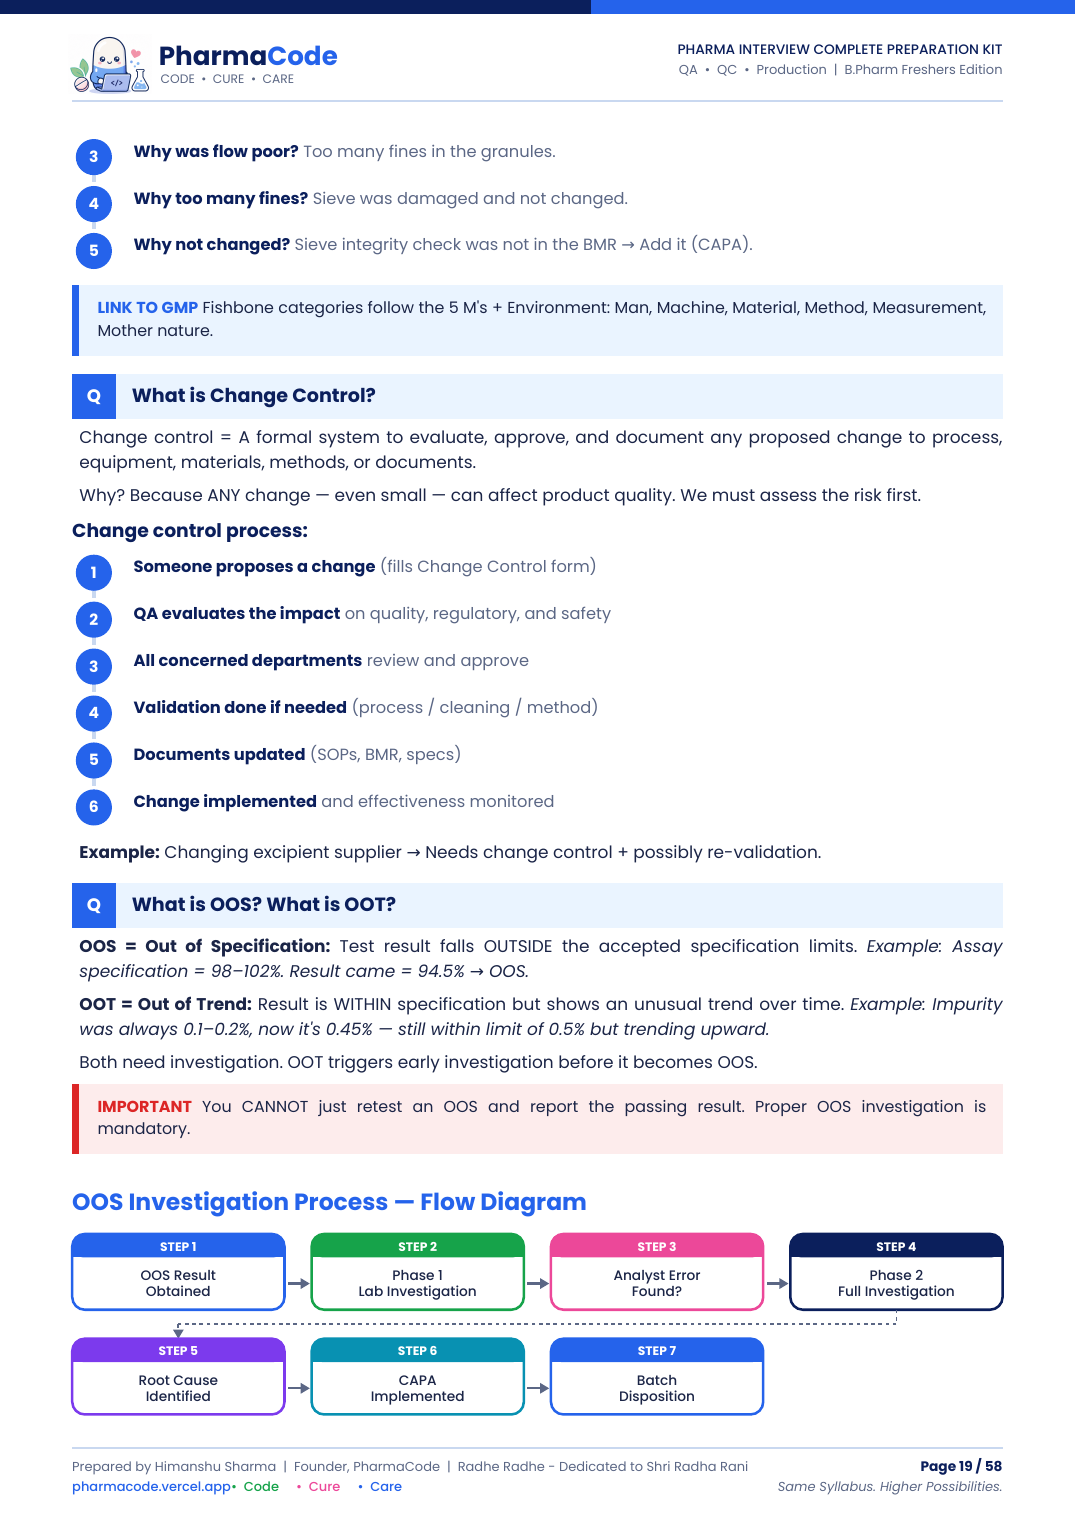 PharmaCode
CODE • CURE • CARE
PHARMA INTERVIEW COMPLETE PREPARATION KIT
QA • QC • Production | B.Pharm Freshers Edition
3 Why was flow poor? Too many fines in the granules.
4 Why too many fines? Sieve was damaged and not changed.
5 Why not changed? Sieve integrity check was not in the BMR → Add it (CAPA).
LINK TO GMP Fishbone categories follow the 5 M's + Environment: Man, Machine, Material, Method, Measurement,
Mother nature.
Q What is Change Control?
Change control = A formal system to evaluate, approve, and document any proposed change to process,
equipment, materials, methods, or documents.
Why? Because ANY change — even small — can affect product quality. We must assess the risk first.
Change control process:
1 Someone proposes a change (fills Change Control form)
2 QA evaluates the impact on quality, regulatory, and safety
3 All concerned departments review and approve
4 Validation done if needed (process / cleaning / method)
5 Documents updated (SOPs, BMR, specs)
6 Change implemented and effectiveness monitored
Example: Changing excipient supplier → Needs change control + possibly re-validation.
Q What is OOS? What is OOT?
OOS = Out of Specification: Test result falls OUTSIDE the accepted specification limits. Example: Assay
specification = 98–102%. Result came = 94.5% → OOS.
OOT = Out of Trend: Result is WITHIN specification but shows an unusual trend over time. Example: Impurity
was always 0.1–0.2%, now it's 0.45% — still within limit of 0.5% but trending upward.
Both need investigation. OOT triggers early investigation before it becomes OOS.
IMPORTANT You CANNOT just retest an OOS and report the passing result. Proper OOS investigation is
mandatory.
OOS Investigation Process — Flow Diagram
STEP 1
OOS Result
Obtained
STEP 2
Phase 1
Lab Investigation
STEP 3
Analyst Error
Found?
STEP 4
Phase 2
Full Investigation
STEP 5
Root Cause
Identified
STEP 6
CAPA
Implemented
STEP 7
Batch
Disposition
Prepared by Himanshu Sharma | Founder, PharmaCode | Radhe Radhe - Dedicated to Shri Radha Rani
Page 19 / 58
pharmacode.vercel.app• Code • Cure • Care
Same Syllabus. Higher Possibilities.